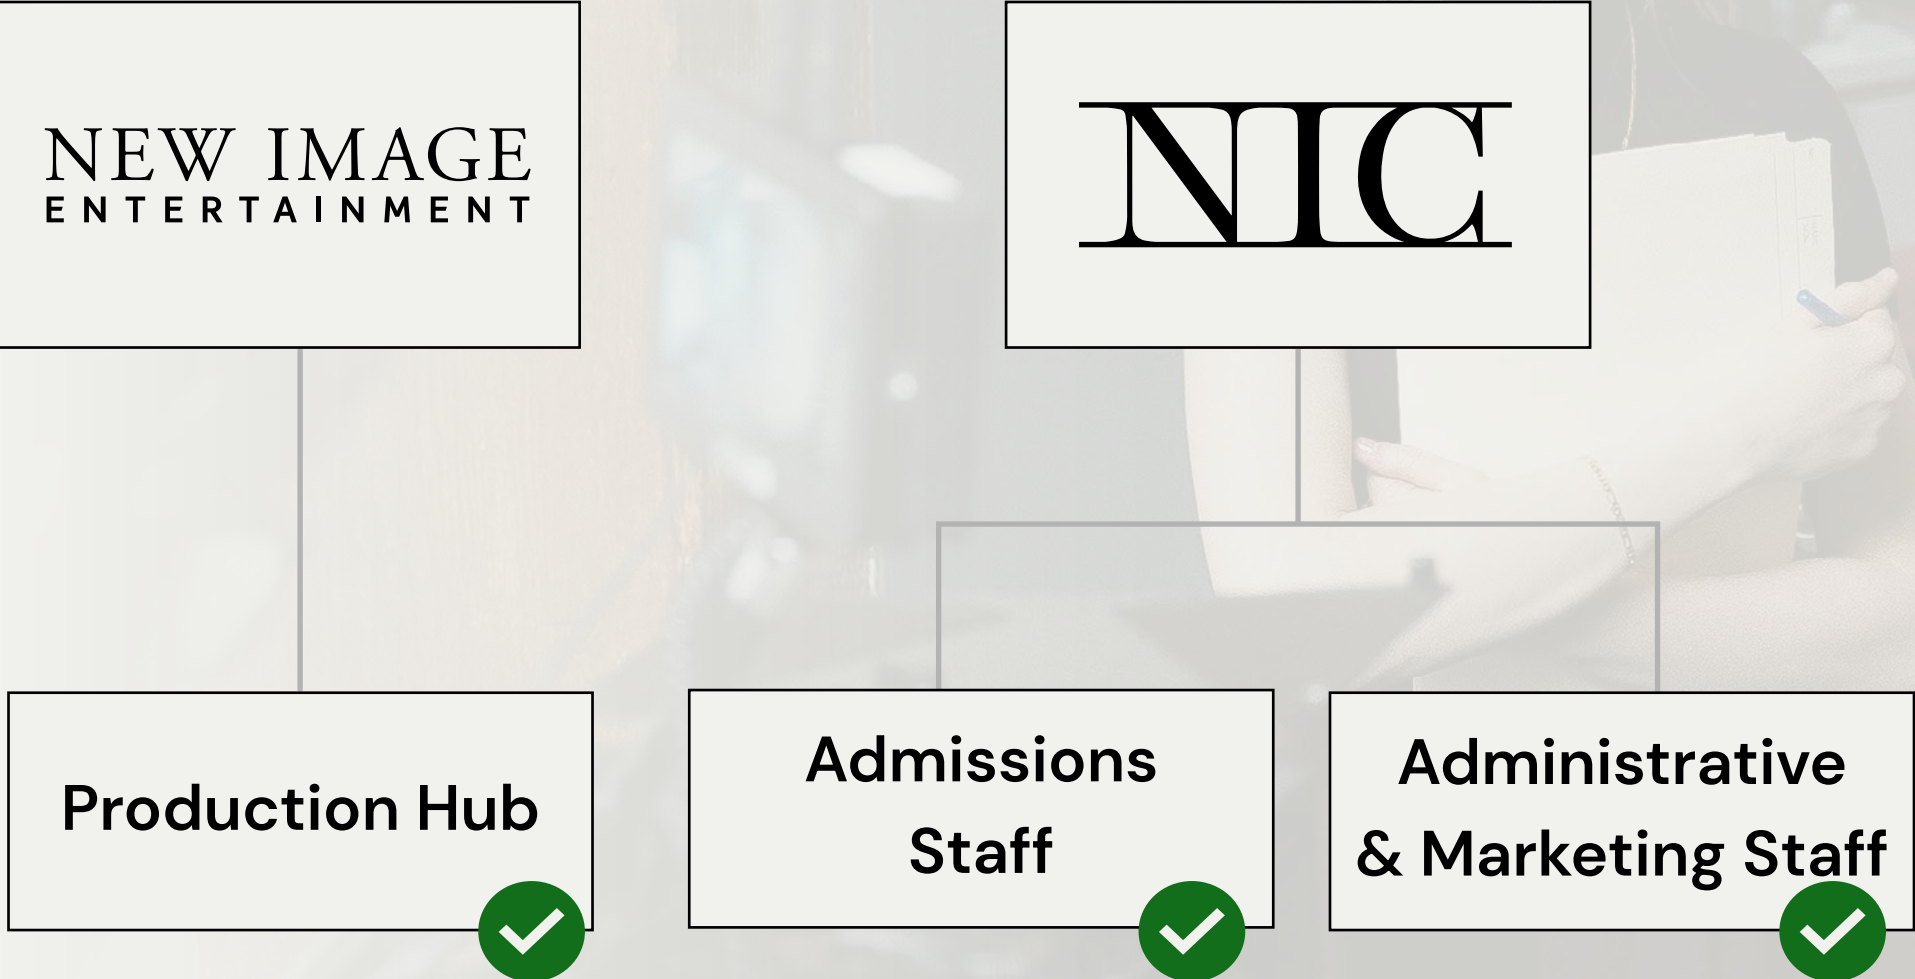 NEW IMAGE
ENTERTAINMENT
NIC
Production Hub
Admissions
Staff
Administrative
& Marketing Staff